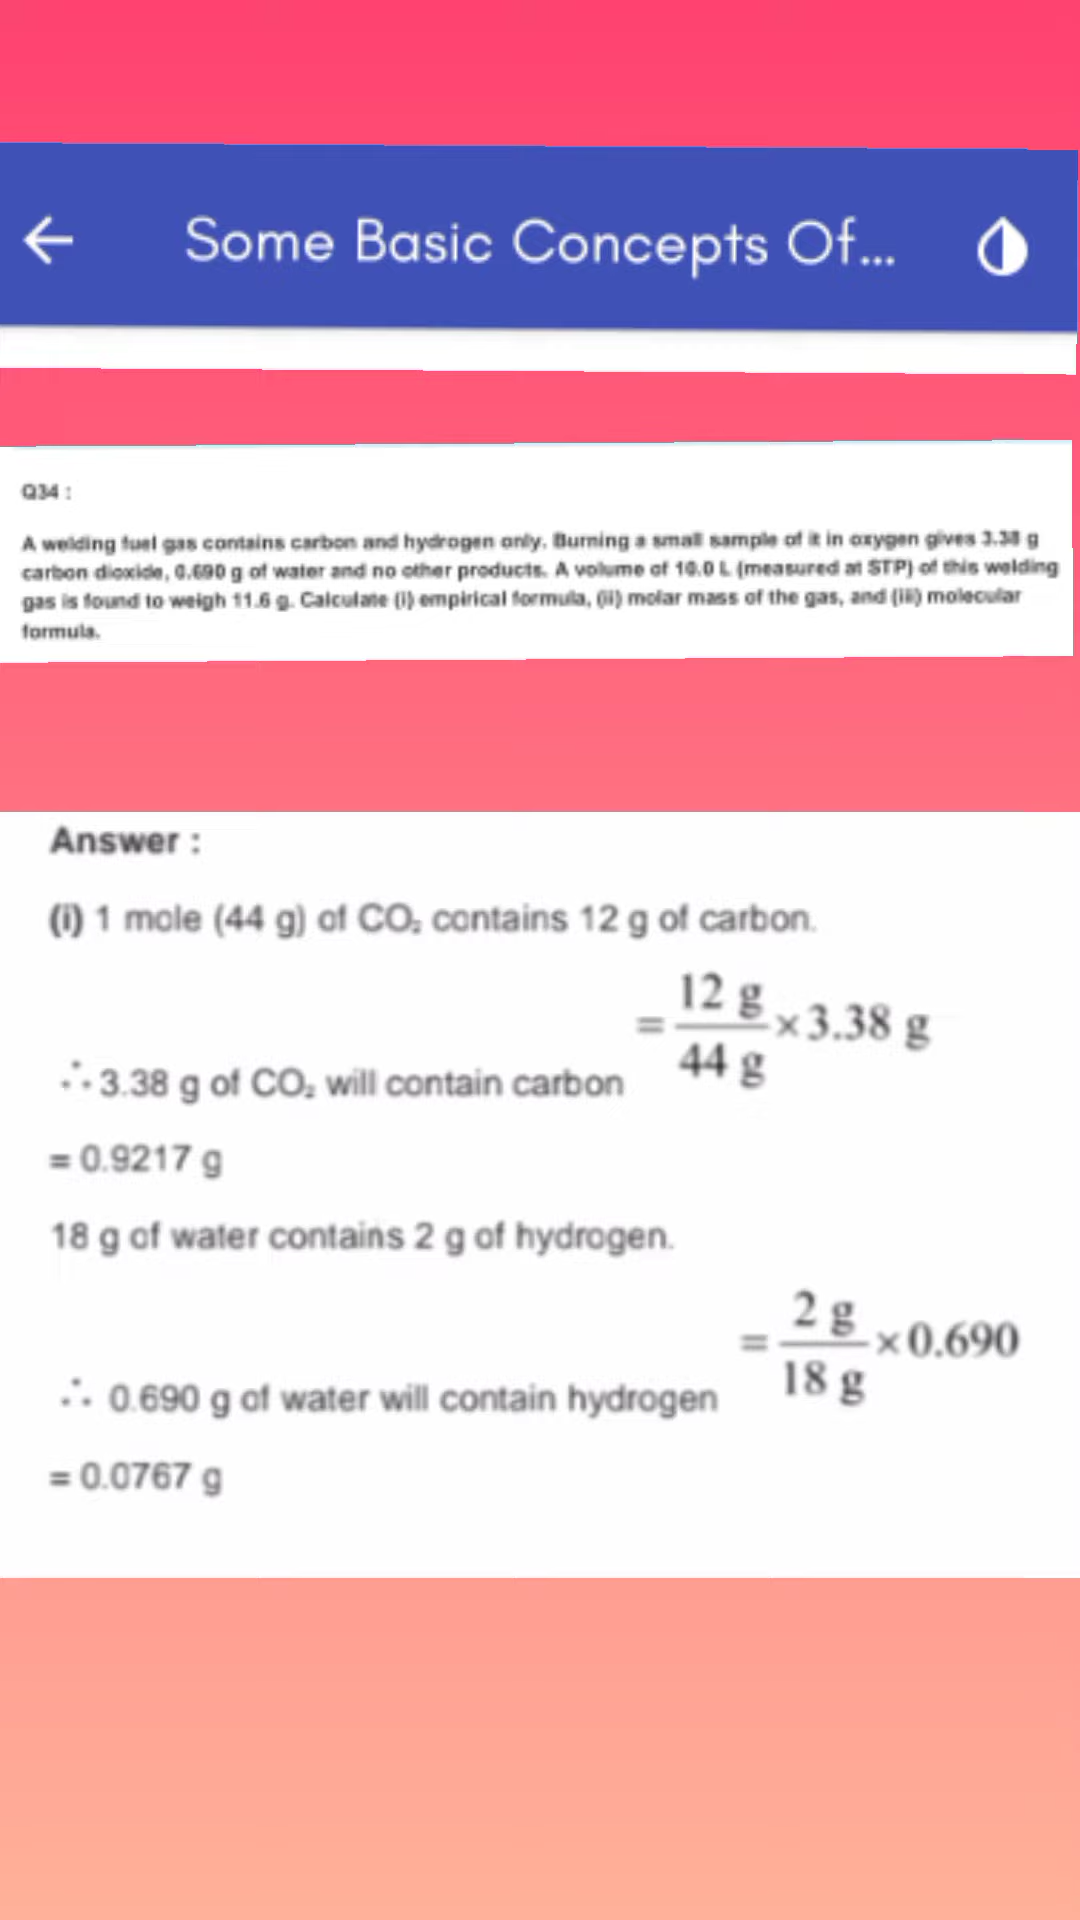 Some Basic Concepts Of...
Q34 :
A welding fuel gas contains carbon and hydrogen only. Burning a small sample of it in oxygen gives 3.38 g
carbon dioxide, 0.690 g of water and no other products. A volume of 10.0 L (measured at STP) of this welding
gas is found to weigh 11.6 g. Calculate (i) empirical formula, (ii) molar mass of the gas, and (iii) molecular
formula.
Answer :
(i) 1 mole (44 g) of CO₂ contains 12 g of carbon.
∴ 3.38 g of CO₂ will contain carbon = 12 g / 44 g × 3.38 g
= 0.9217 g
18 g of water contains 2 g of hydrogen.
∴ 0.690 g of water will contain hydrogen = 2 g / 18 g × 0.690
= 0.0767 g